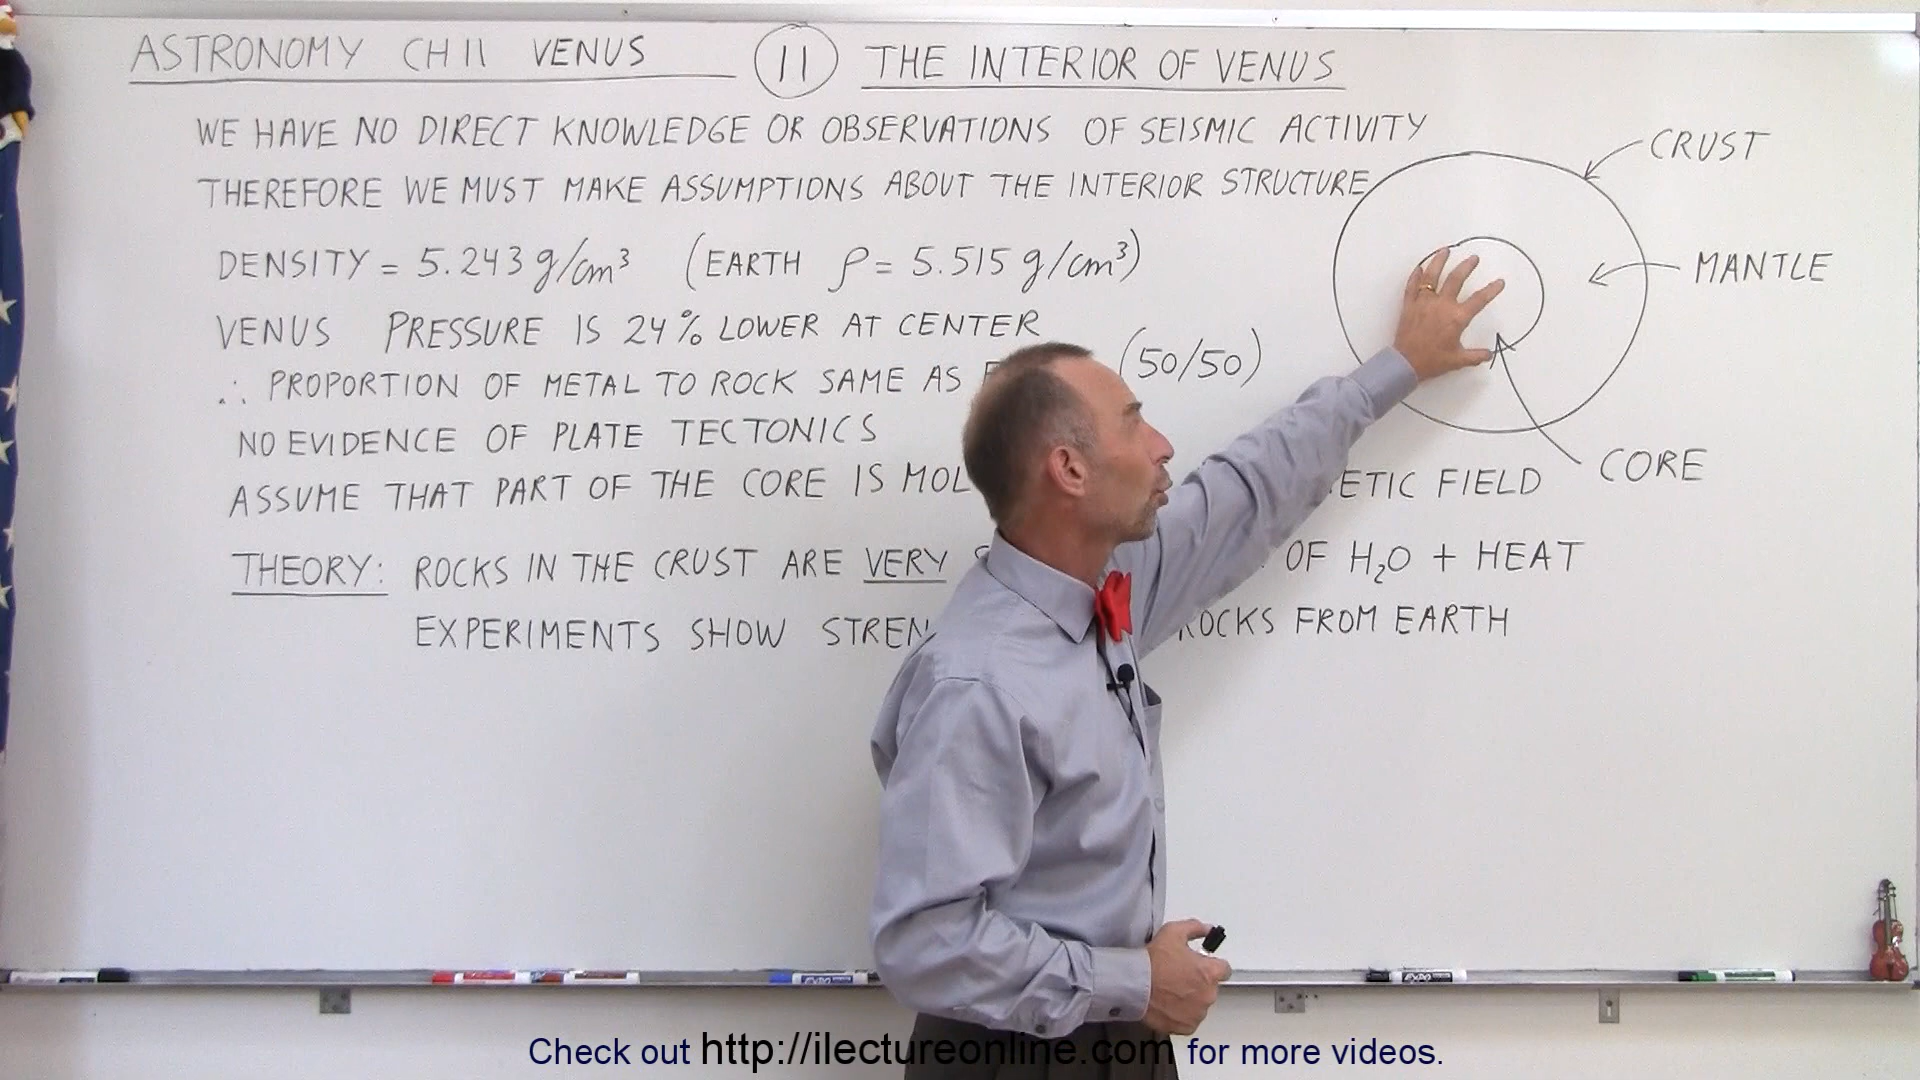 ASTRONOMY CH 11 VENUS 11 THE INTERIOR OF VENUS
WE HAVE NO DIRECT KNOWLEDGE OR OBSERVATIONS OF SEISMIC ACTIVITY
THEREFORE WE MUST MAKE ASSUMPTIONS ABOUT THE INTERIOR STRUCTURE
CRUST
MANTLE
CORE
DENSITY = 5.243 g/cm³ (EARTH ρ = 5.515 g/cm³)
VENUS PRESSURE IS 24% LOWER AT CENTER
∴ PROPORTION OF METAL TO ROCK SAME AS (50/50)
NO EVIDENCE OF PLATE TECTONICS
ASSUME THAT PART OF THE CORE IS FIELD
THEORY: ROCKS IN THE CRUST ARE VERY OF H₂O + HEAT
EXPERIMENTS SHOW ROCKS FROM EARTH
Check out http://ilectureonline.com for more videos.